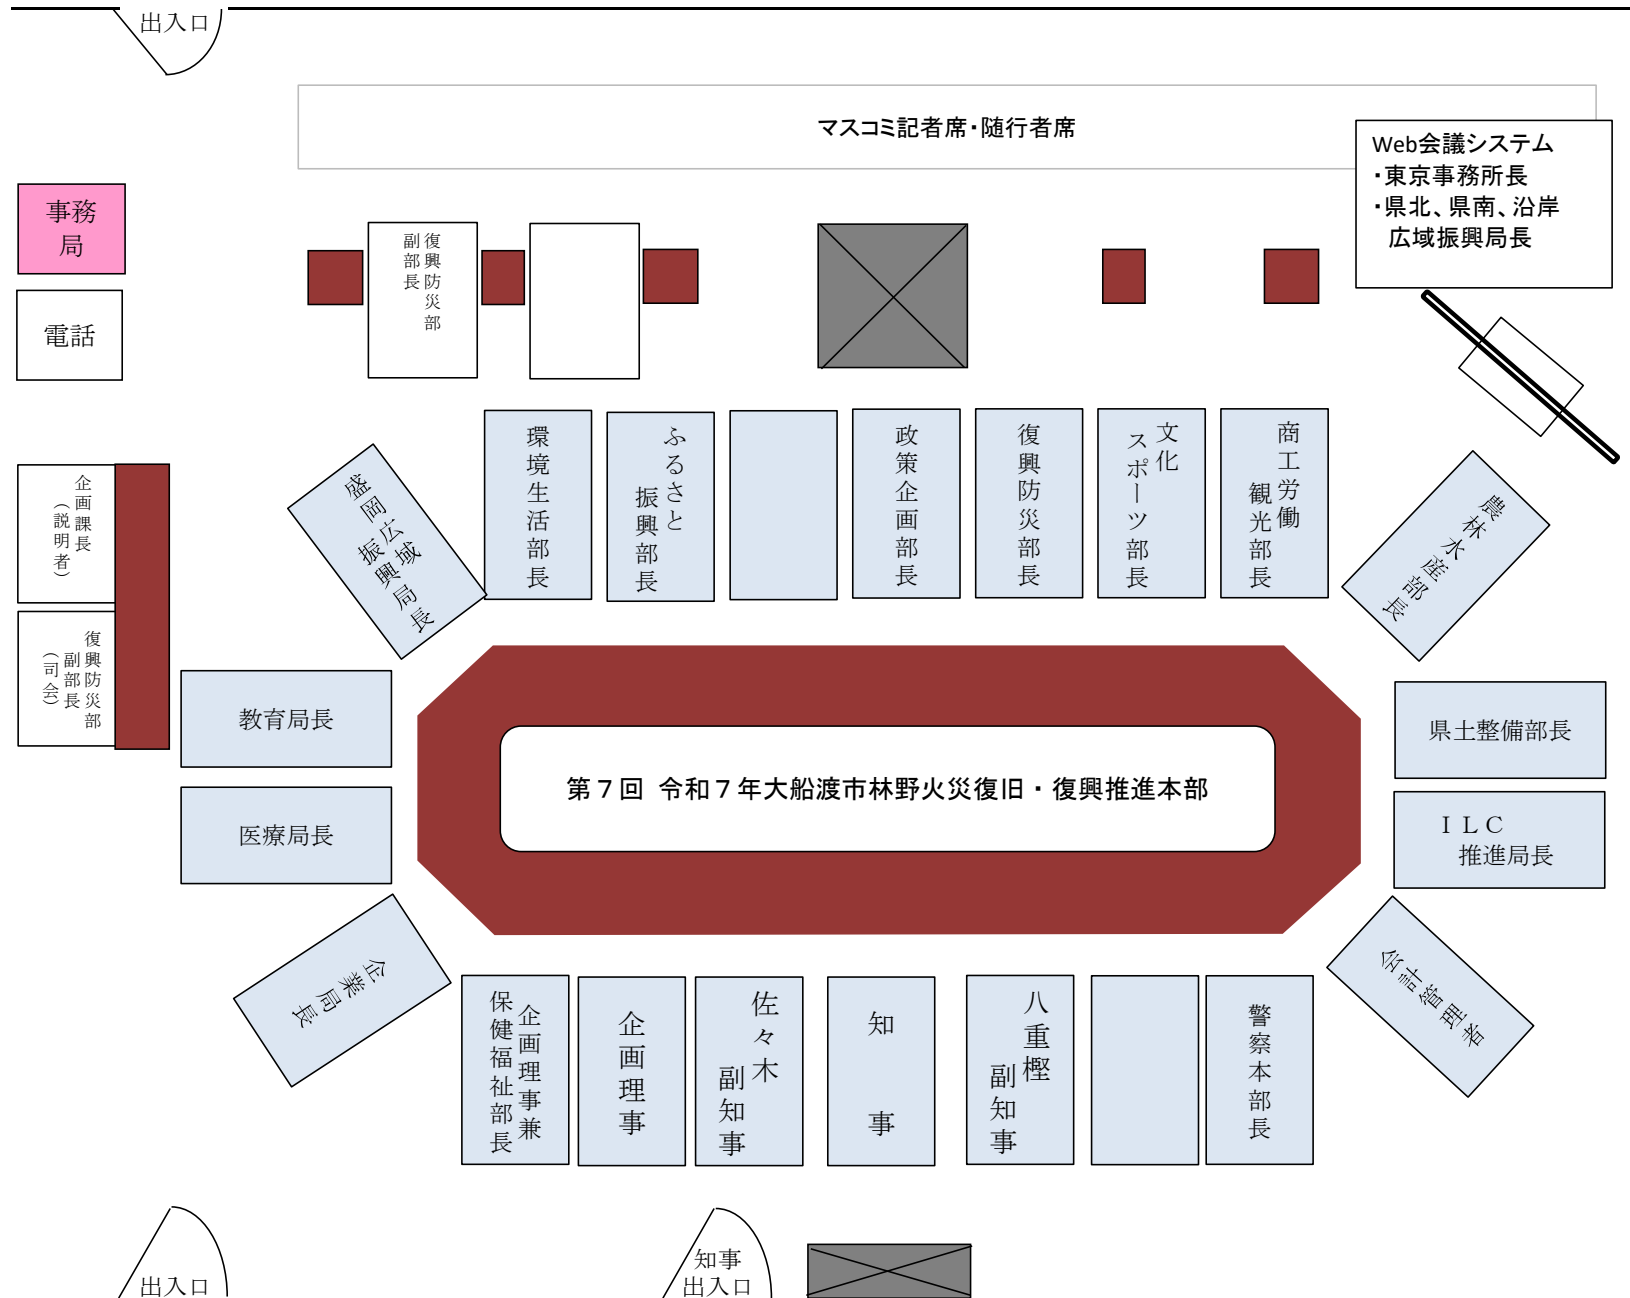 出入口
マスコミ記者席・随行者席
Web会議システム
・東京事務所長
・県北、県南、沿岸
広域振興局長
事務
局
電話
復興防災部
副部長
企画課長
（説明者）
復興防災部
副部長
（司会）
盛岡広域
振興局長
環境生活部長
ふるさと
振興部長
政策企画部長
復興防災部長
文化
スポーツ部長
商工労働
観光部長
農林水産部長
教育局長
医療局長
企業局長
第７回 令和７年大船渡市林野火災復旧・復興推進本部
県土整備部長
ＩＬＣ
推進局長
会計管理者
企画理事兼
保健福祉部長
企画理事
佐々木
副知事
知事
八重樫
副知事
警察本部長
出入口
知事
出入口